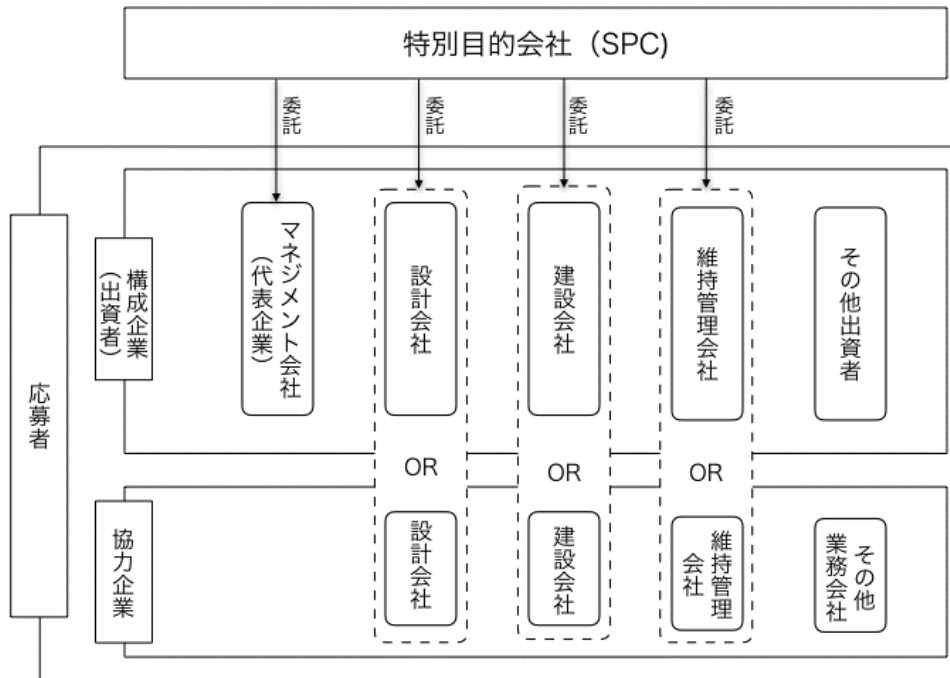 特別目的会社（SPC)
委託
委託
委託
委託
応募者
構成企業
（出資者）
マネジメント会社
（代表企業）
設計会社
建設会社
維持管理会社
その他出資者
OR
OR
OR
協力企業
設計会社
建設会社
維持管理
会社
その他
業務会社